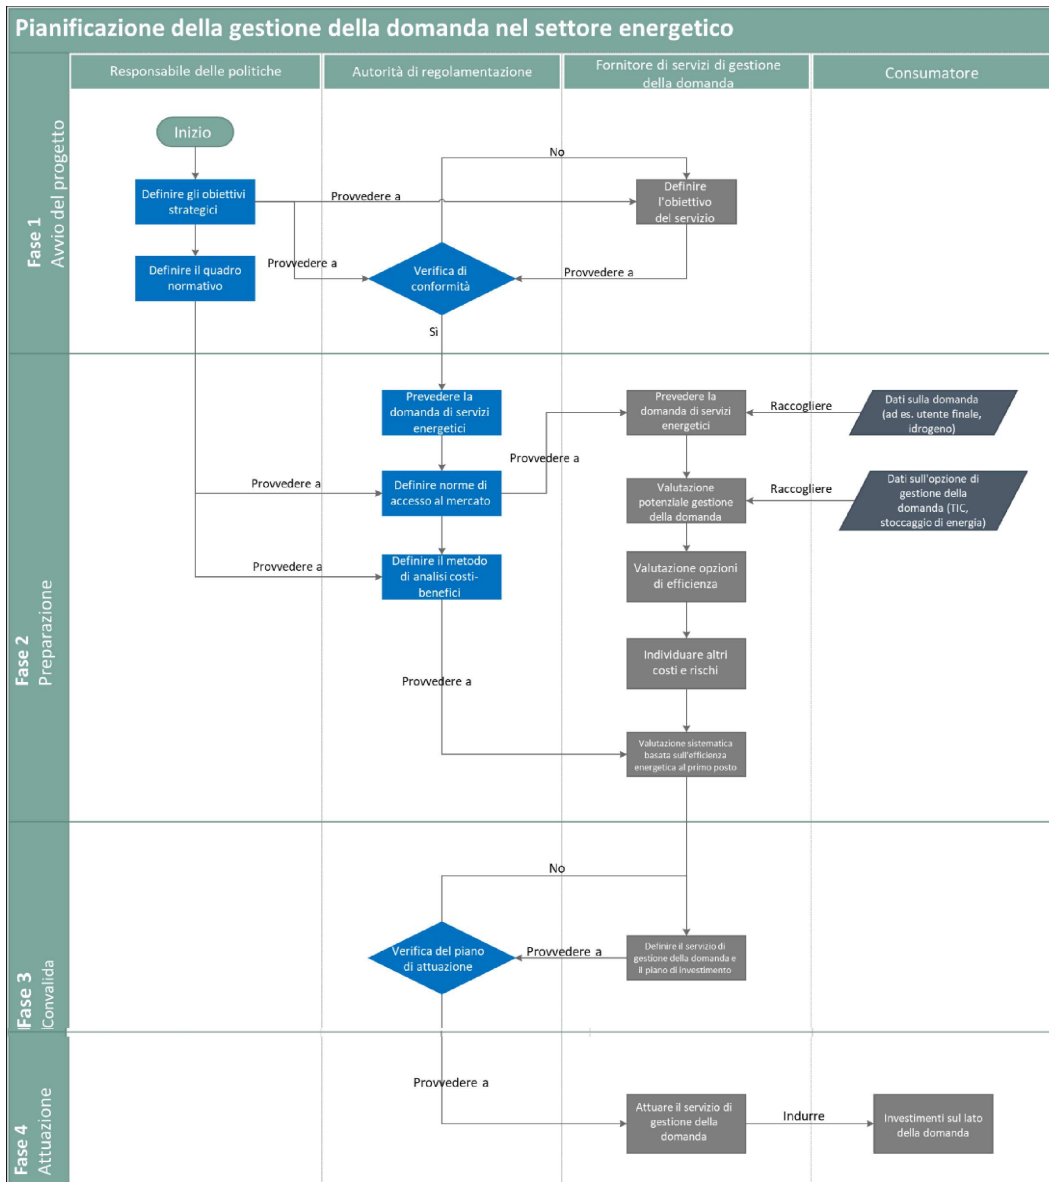 Pianificazione della gestione della domanda nel settore energetico
Responsabile delle politiche
Autorità di regolamentazione
Fornitore di servizi di gestione
della domanda
Consumatore
Fase 1
Avvio del progetto
Inizio
No
Definire gli obiettivi
strategici
Provvedere a
Definire
l'obiettivo
del servizio
Definire il quadro
normativo
Provvedere a
Verifica di
conformità
Provvedere a
Sì
Fase 2
Preparazione
Prevedere la
domanda di servizi
energetici
Prevedere la
domanda di servizi
energetici
Raccogliere
Dati sulla domanda
(ad es. utente finale,
idrogeno)
Provvedere a
Provvedere a
Definire norme di
accesso al mercato
Valutazione
potenziale gestione
della domanda
Raccogliere
Dati sull'opzione di
gestione della
domanda (TIC,
stoccaggio di energia)
Provvedere a
Definire il metodo
di analisi costi-
benefici
Valutazione opzioni
di efficienza
Individuare altri
costi e rischi
Provvedere a
Valutazione sistematica
basata sull'efficienza
energetica al primo posto
Fase 3
Convalida
No
Verifica del piano
di attuazione
Provvedere a
Definire il servizio di
gestione della domanda e
il piano di investimento
Fase 4
Attuazione
Provvedere a
Attuare il servizio di
gestione della
domanda
Indurre
Investimenti sul lato
della domanda